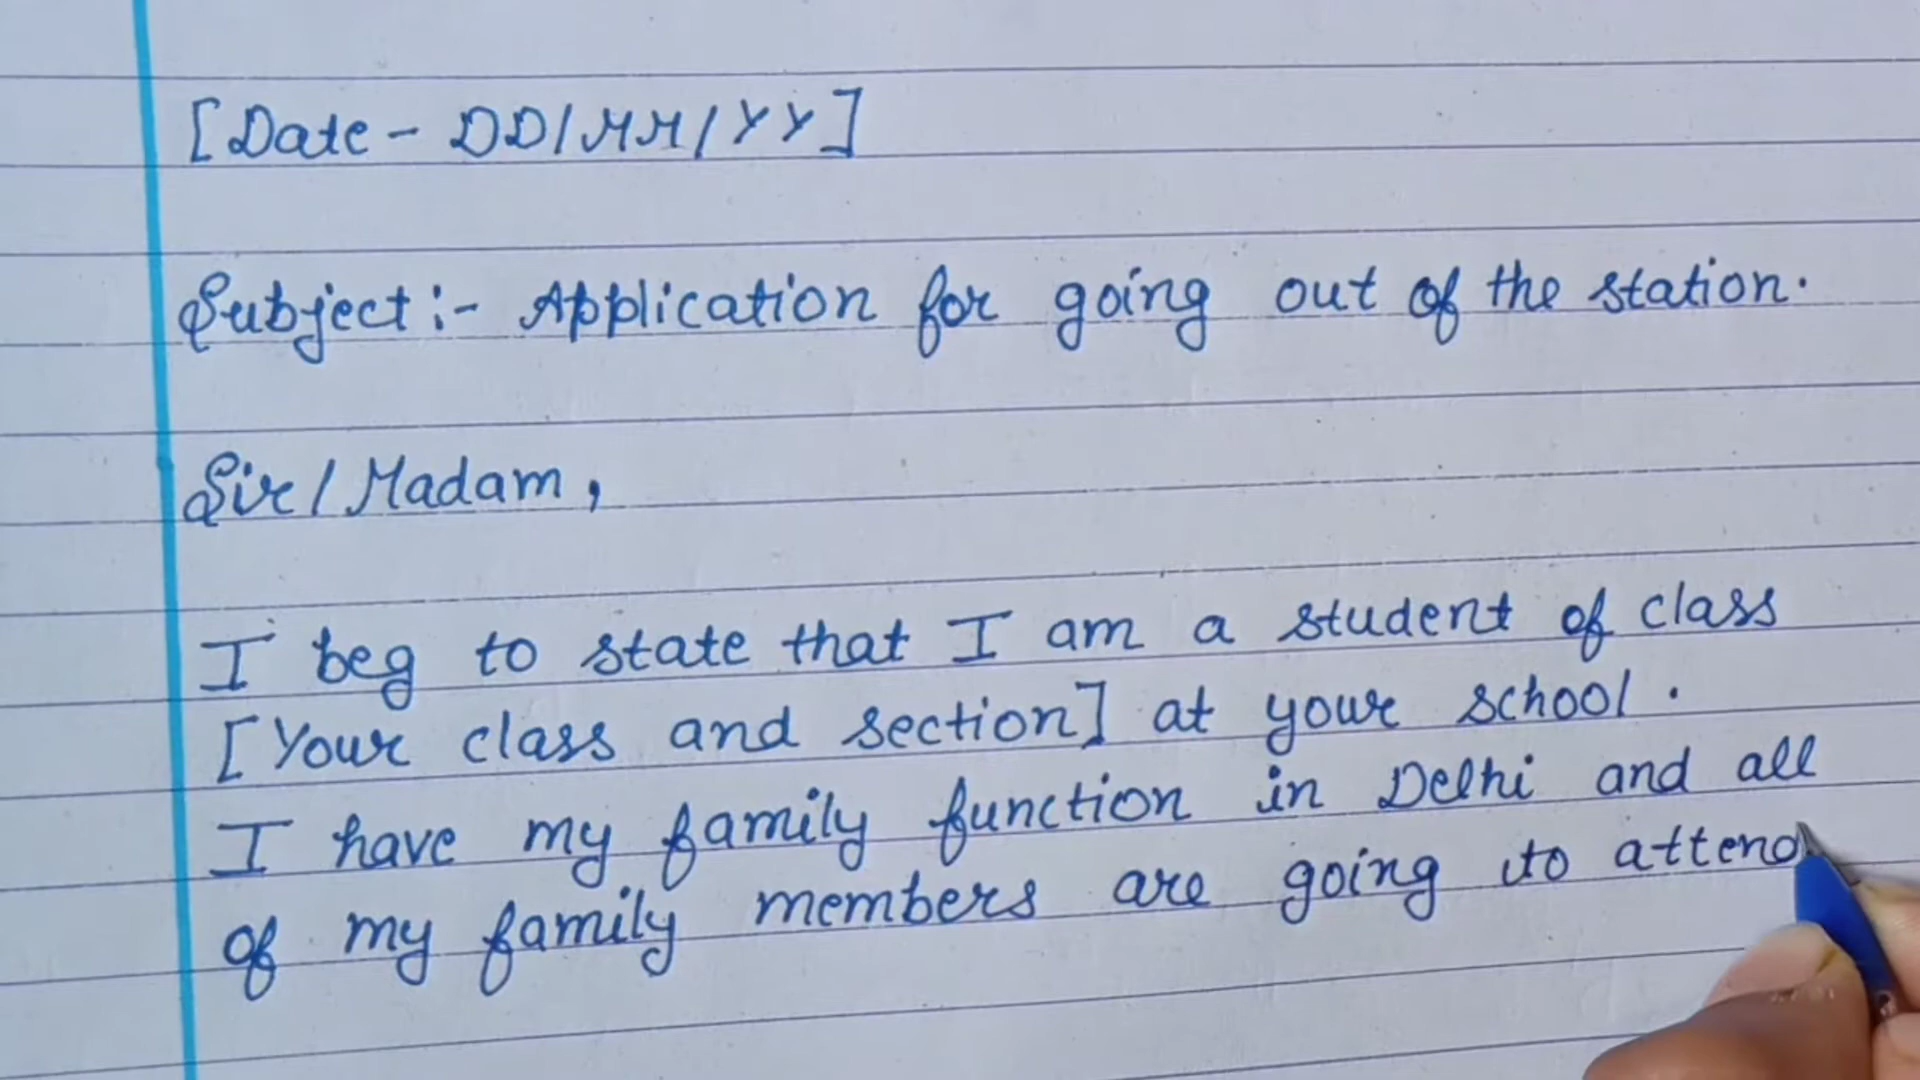 [Date - DD/MM/YY]
Subject :- Application for going out of the station.
Sir / Madam,
I beg to state that I am a student of class
[Your class and section] at your school.
I have my family function in Delhi and all
of my family members are going to attend